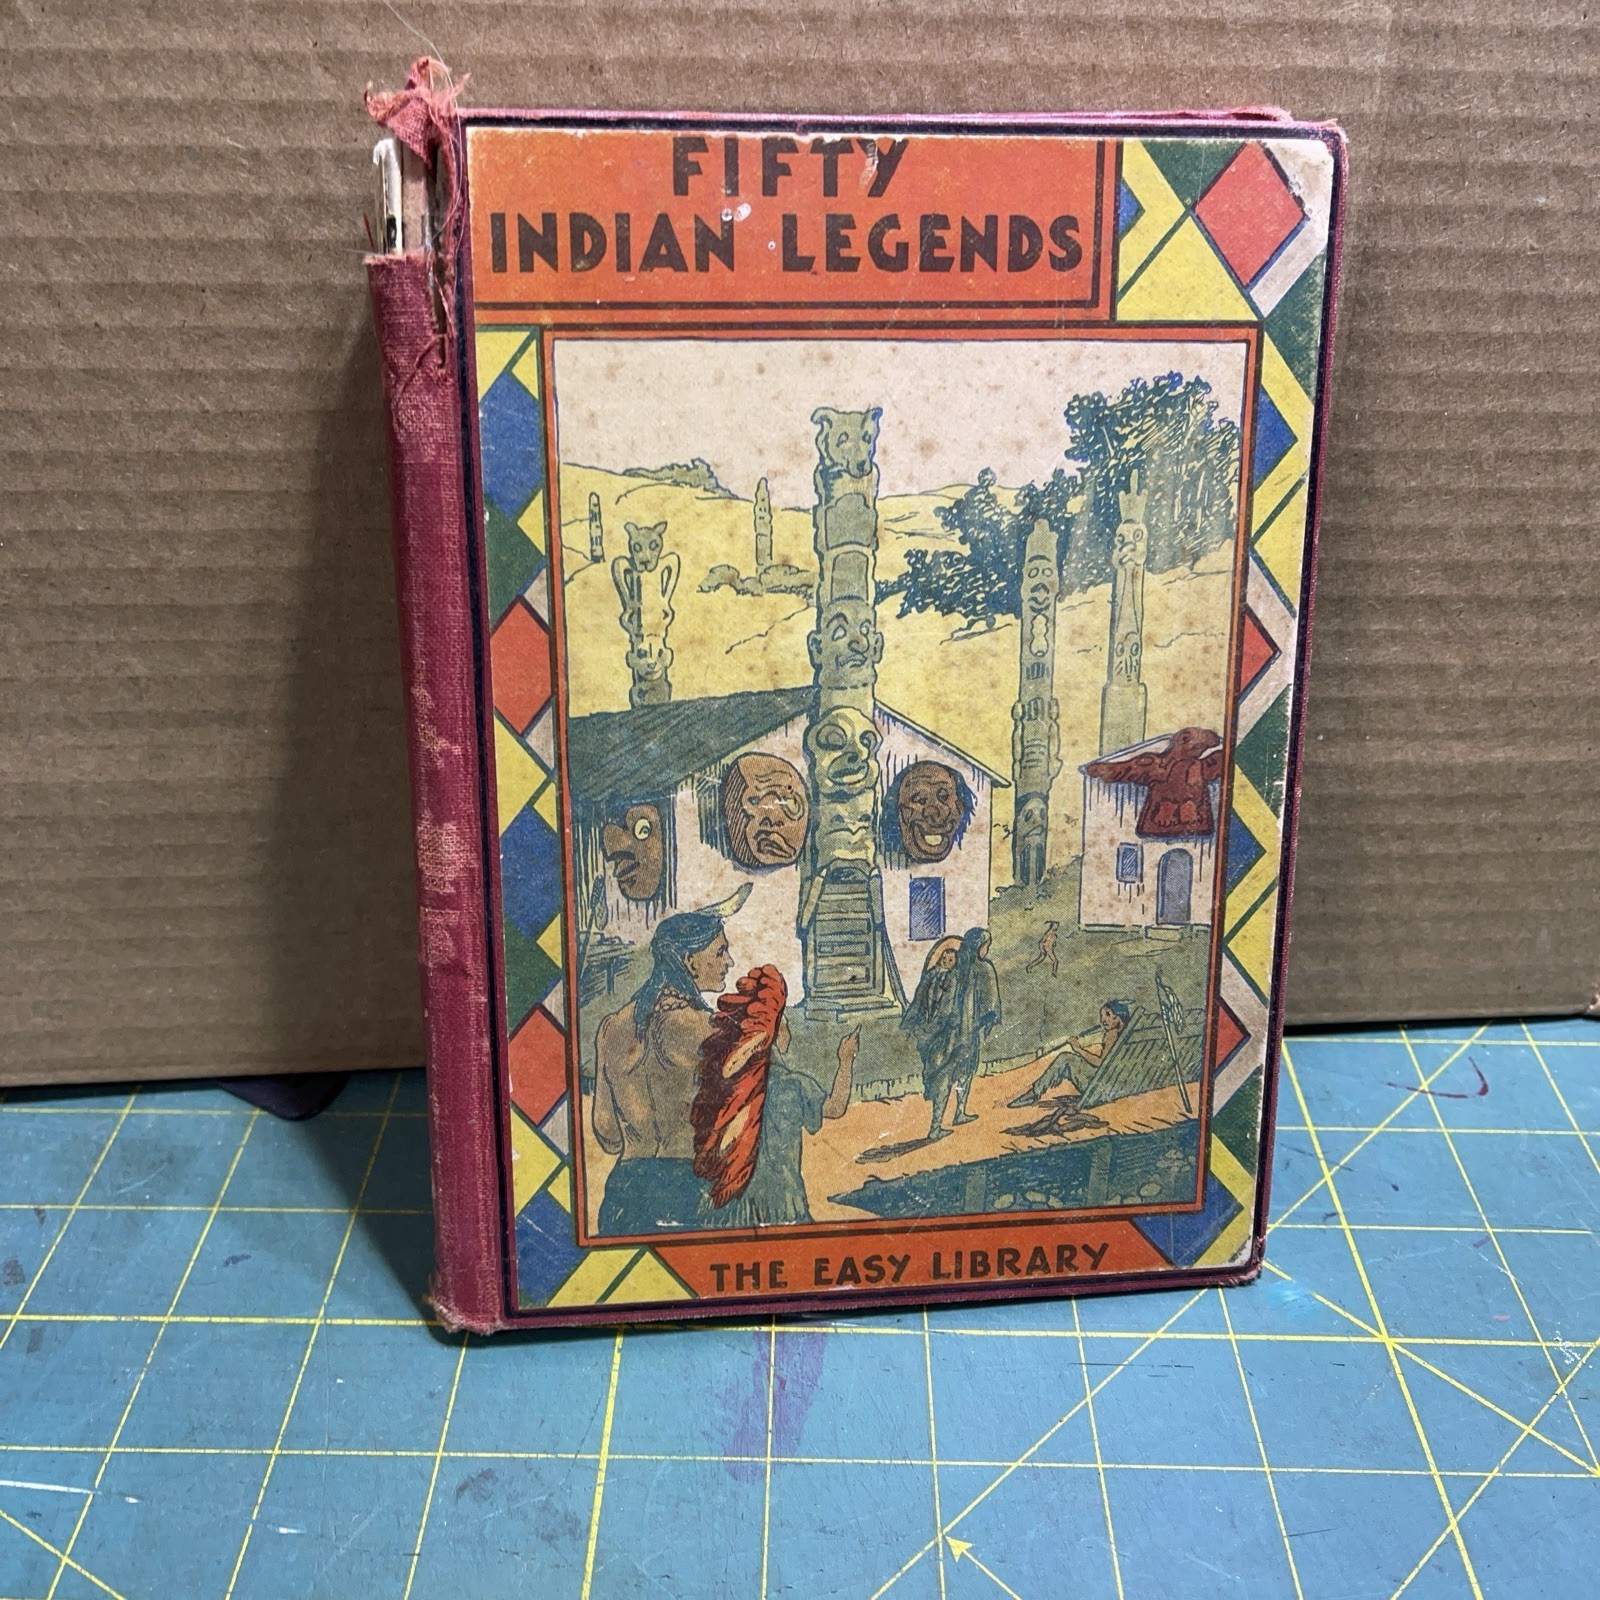 FIFTY
INDIAN LEGENDS
THE EASY LIBRARY